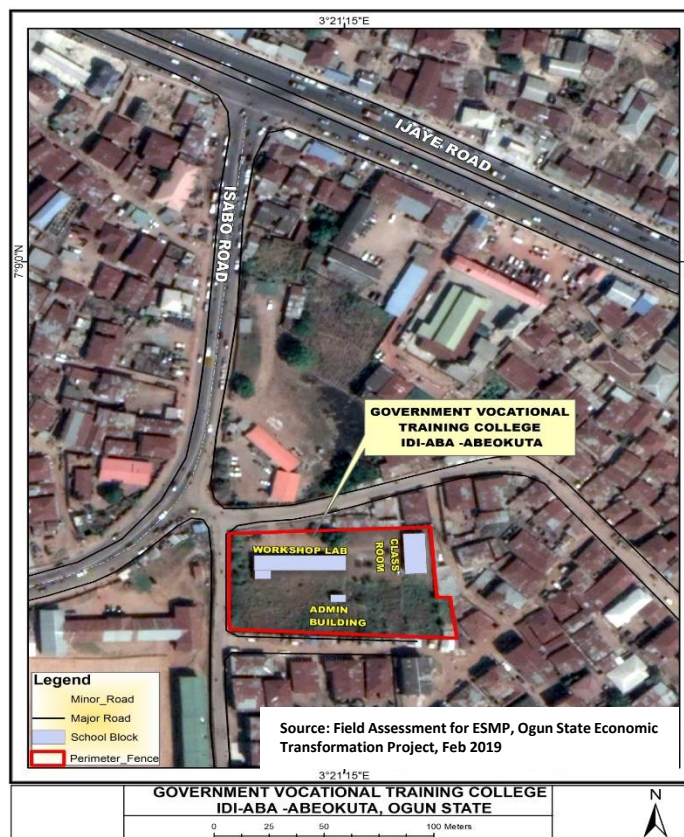 3°21'15"E
IJAYE ROAD
ISABO ROAD
7°9'0"N
7°9'0"N
GOVERNMENT VOCATIONAL
TRAINING COLLEGE
IDI-ABA -ABEOKUTA
WORKSHOP LAB
CLASS
ROOM
ADMIN
BUILDING
Legend
Minor_Road
Major Road
School Block
Perimeter_Fence
Source: Field Assessment for ESMP, Ogun State Economic
Transformation Project, Feb 2019
3°21'15"E
GOVERNMENT VOCATIONAL TRAINING COLLEGE
IDI-ABA -ABEOKUTA, OGUN STATE
0 25 50 100 Meters
N